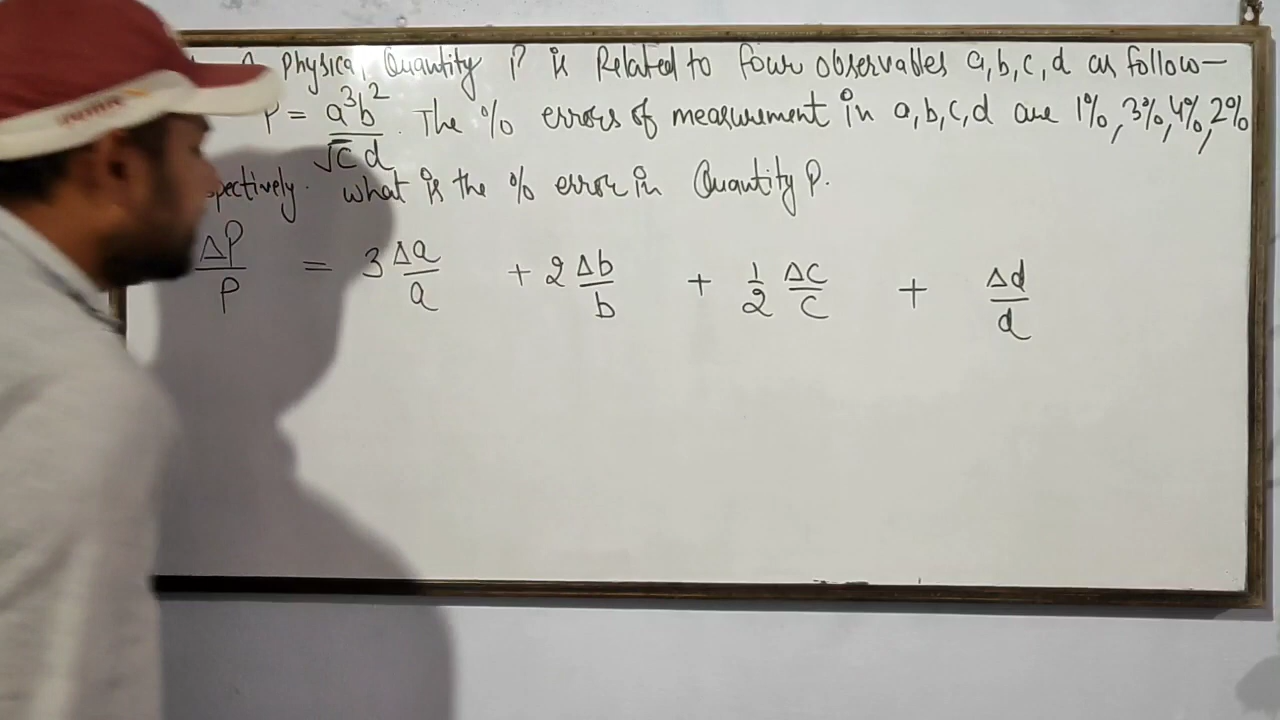 Physical Quantity P is Related to four observables a, b, c, d as follow-
P = a³b² / √c d . The % errors of measurement in a, b, c, d are 1%, 3%, 4%, 2%
spectively. What is the % error in Quantity P.
ΔP/P = 3 Δa/a + 2 Δb/b + 1/2 Δc/c + Δd/d